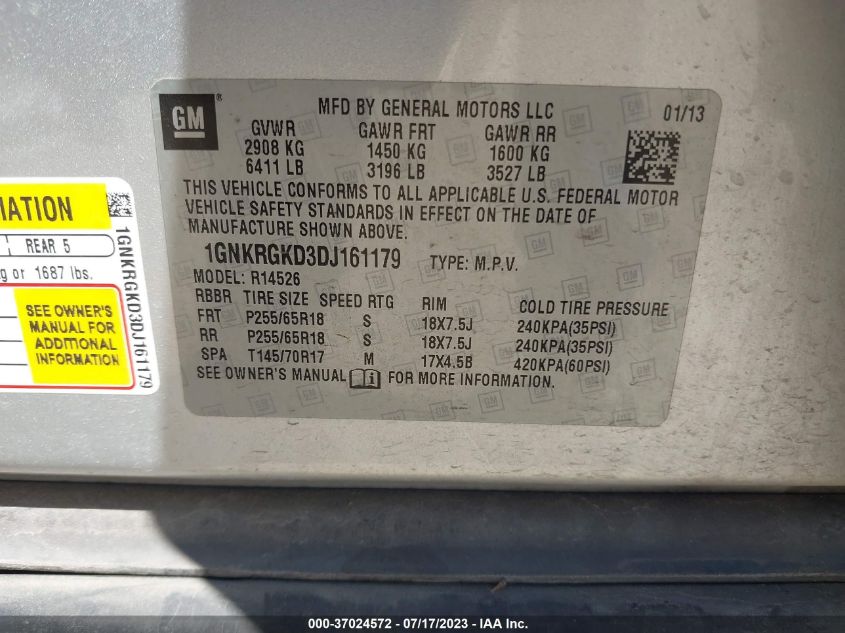 GM ®
MFD BY GENERAL MOTORS LLC 01/13
GVWR GAWR FRT GAWR RR
2908 KG 1450 KG 1600 KG
6411 LB 3196 LB 3527 LB
THIS VEHICLE CONFORMS TO ALL APPLICABLE U.S. FEDERAL MOTOR
VEHICLE SAFETY STANDARDS IN EFFECT ON THE DATE OF
MANUFACTURE SHOWN ABOVE.
1GNKRGKD3DJ161179 TYPE: M.P.V.
MODEL: R14526
RBBR TIRE SIZE SPEED RTG RIM COLD TIRE PRESSURE
FRT P255/65R18 S 18X7.5J 240KPA(35PSI)
RR P255/65R18 S 18X7.5J 240KPA(35PSI)
SPA T145/70R17 M 17X4.5B 420KPA(60PSI)
SEE OWNER'S MANUAL FOR MORE INFORMATION.
REAR 5
or 1687 lbs.
SEE OWNER'S
MANUAL FOR
ADDITIONAL
INFORMATION
1GNKRGKD3DJ161179
000-37024572 - 07/17/2023 - IAA Inc.